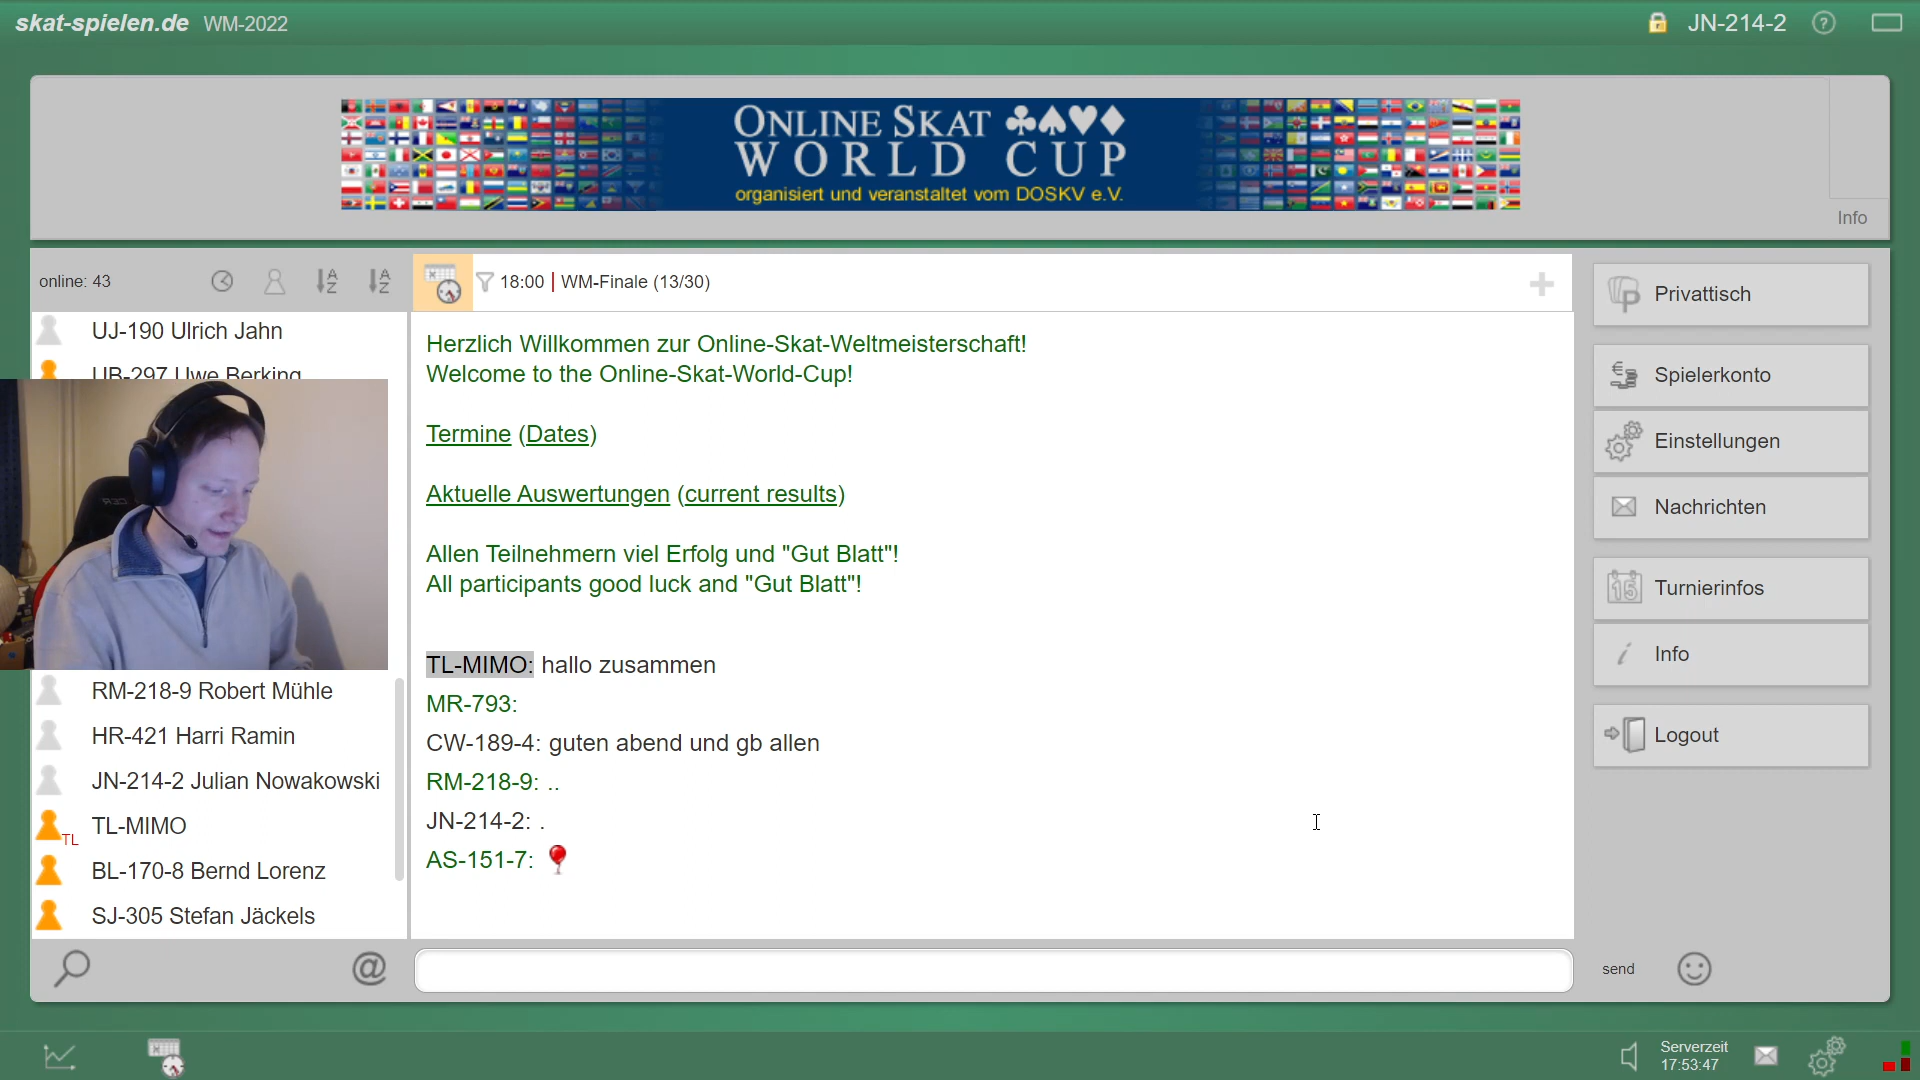 skat-spielen.de WM-2022
JN-214-2
?
ONLINE SKAT
WORLD CUP
organisiert und veranstaltet vom DOSKV e.V.
Info
online: 43
18:00 | WM-Finale (13/30)
UJ-190 Ulrich Jahn
UB-297 Uwe Berking
RM-218-9 Robert Mühle
HR-421 Harri Ramin
JN-214-2 Julian Nowakowski
TL TL-MIMO
BL-170-8 Bernd Lorenz
SJ-305 Stefan Jäckels
Herzlich Willkommen zur Online-Skat-Weltmeisterschaft!
Welcome to the Online-Skat-World-Cup!
Termine (Dates)
Aktuelle Auswertungen (current results)
Allen Teilnehmern viel Erfolg und "Gut Blatt"!
All participants good luck and "Gut Blatt"!
TL-MIMO: hallo zusammen
MR-793:
CW-189-4: guten abend und gb allen
RM-218-9: ..
JN-214-2: .
AS-151-7:
Privattisch
Spielerkonto
Einstellungen
Nachrichten
15 Turnierinfos
Info
Logout
@
send
Serverzeit
17:53:47